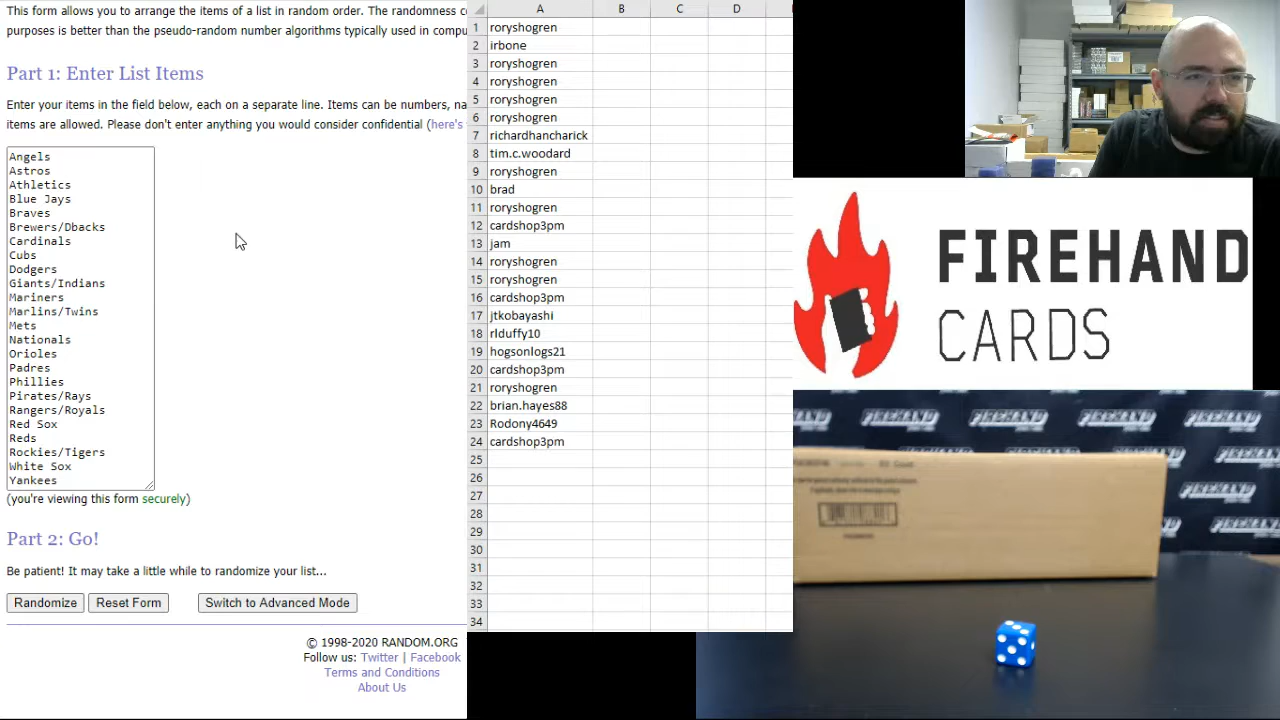 This form allows you to arrange the items of a list in random order. The randomness c
purposes is better than the pseudo-random number algorithms typically used in compu
Part 1: Enter List Items
Enter your items in the field below, each on a separate line. Items can be numbers, na
items are allowed. Please don't enter anything you would consider confidential (here's
Angels
Astros
Athletics
Blue Jays
Braves
Brewers/Dbacks
Cardinals
Cubs
Dodgers
Giants/Indians
Mariners
Marlins/Twins
Mets
Nationals
Orioles
Padres
Phillies
Pirates/Rays
Rangers/Royals
Red Sox
Reds
Rockies/Tigers
White Sox
Yankees
(you're viewing this form securely)
Part 2: Go!
Be patient! It may take a little while to randomize your list...
Randomize Reset Form Switch to Advanced Mode
© 1998-2020 RANDOM.ORG
Follow us: Twitter | Facebook
Terms and Conditions
About Us
A B C D
1 roryshogren
2 irbone
3 roryshogren
4 roryshogren
5 roryshogren
6 roryshogren
7 richardhancharick
8 tim.c.woodard
9 roryshogren
10 brad
11 roryshogren
12 cardshop3pm
13 jam
14 roryshogren
15 roryshogren
16 cardshop3pm
17 jtkobayashi
18 rlduffy10
19 hogsonlogs21
20 cardshop3pm
21 roryshogren
22 brian.hayes88
23 Rodony4649
24 cardshop3pm
25
26
27
28
29
30
31
32
33
34
FIREHAND
CARDS
FIREHAND
FIREHAND
FIREHAND
FIREHAND
FIREHAND